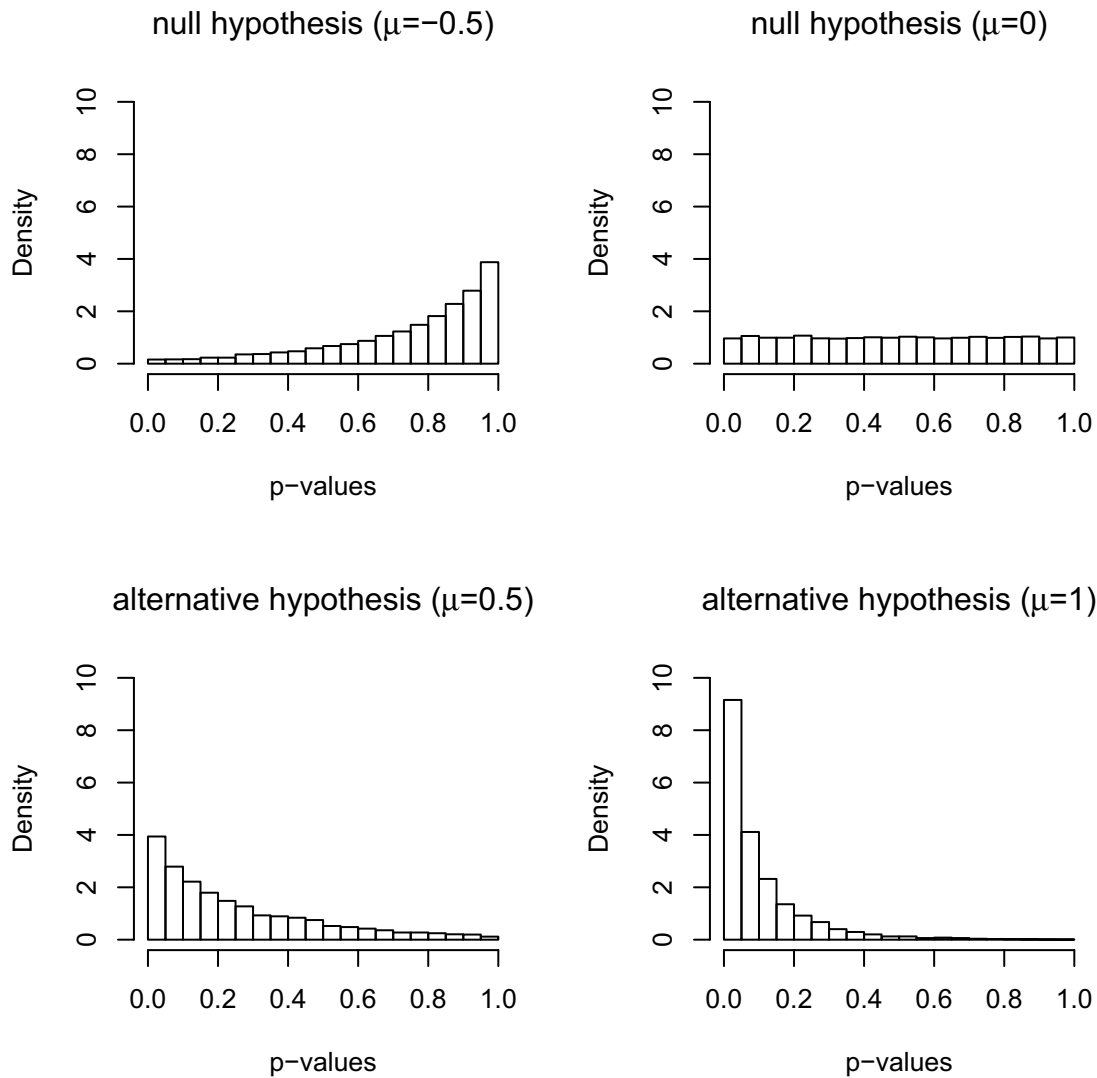 null hypothesis (μ=−0.5)
Density
0 2 4 6 8 10
0.0 0.2 0.4 0.6 0.8 1.0
p−values
null hypothesis (μ=0)
Density
0 2 4 6 8 10
0.0 0.2 0.4 0.6 0.8 1.0
p−values
alternative hypothesis (μ=0.5)
Density
0 2 4 6 8 10
0.0 0.2 0.4 0.6 0.8 1.0
p−values
alternative hypothesis (μ=1)
Density
0 2 4 6 8 10
0.0 0.2 0.4 0.6 0.8 1.0
p−values